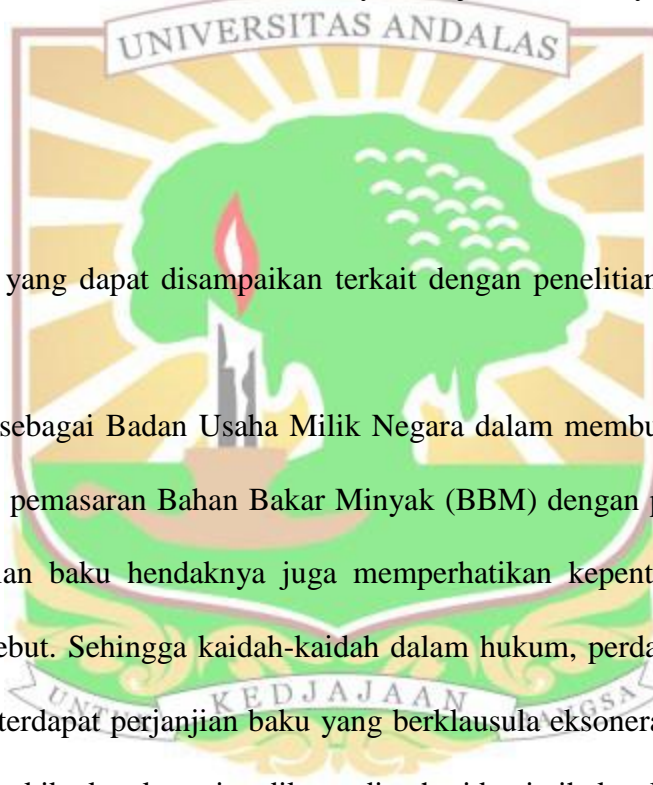 UNIVERSITAS ANDALAS
yang dapat disampaikan terkait dengan penelitian
sebagai Badan Usaha Milik Negara dalam membu
pemasaran Bahan Bakar Minyak (BBM) dengan p
an baku hendaknya juga memperhatikan kepent
ebut. Sehingga kaidah-kaidah dalam hukum, perda
UNTUK KEDJAJAAN BANGSA
terdapat perjanjian baku yang berklausula eksonera